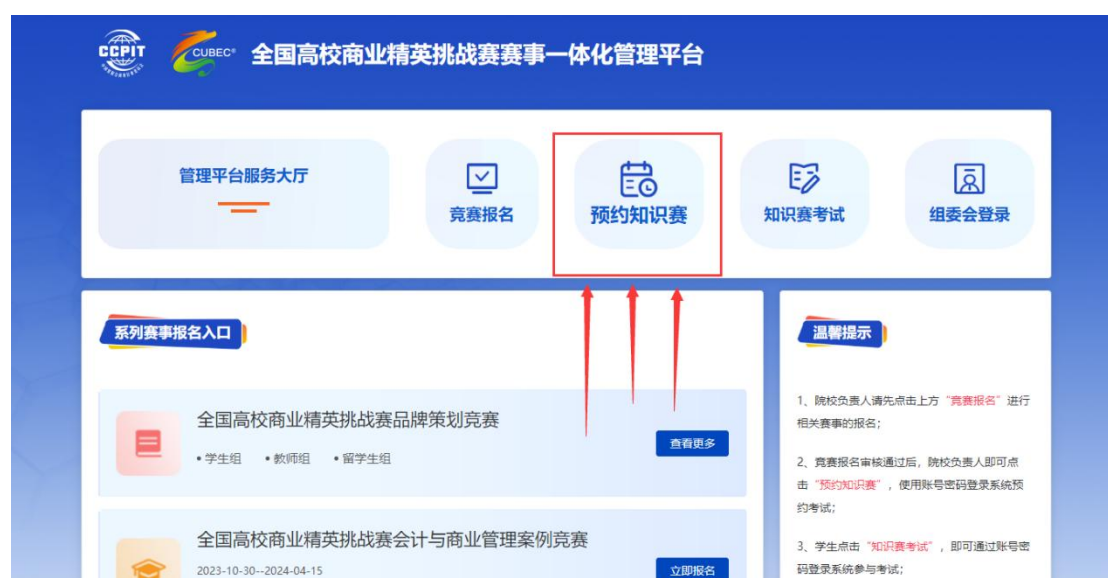 CCPIT
CUBEC®
全国高校商业精英挑战赛赛事一体化管理平台
管理平台服务大厅
竞赛报名
预约知识赛
知识赛考试
组委会登录
系列赛事报名入口
全国高校商业精英挑战赛品牌策划竞赛
•学生组 •教师组 •留学生组
查看更多
全国高校商业精英挑战赛会计与商业管理案例竞赛
2023-10-30--2024-04-15
立即报名
温馨提示
1、院校负责人请先点击上方“竞赛报名”进行
相关赛事的报名；
2、竞赛报名审核通过后，院校负责人即可点
击“预约知识赛”，使用账号密码登录系统预
约考试；
3、学生点击“知识赛考试”，即可通过账号密
码登录系统参与考试；